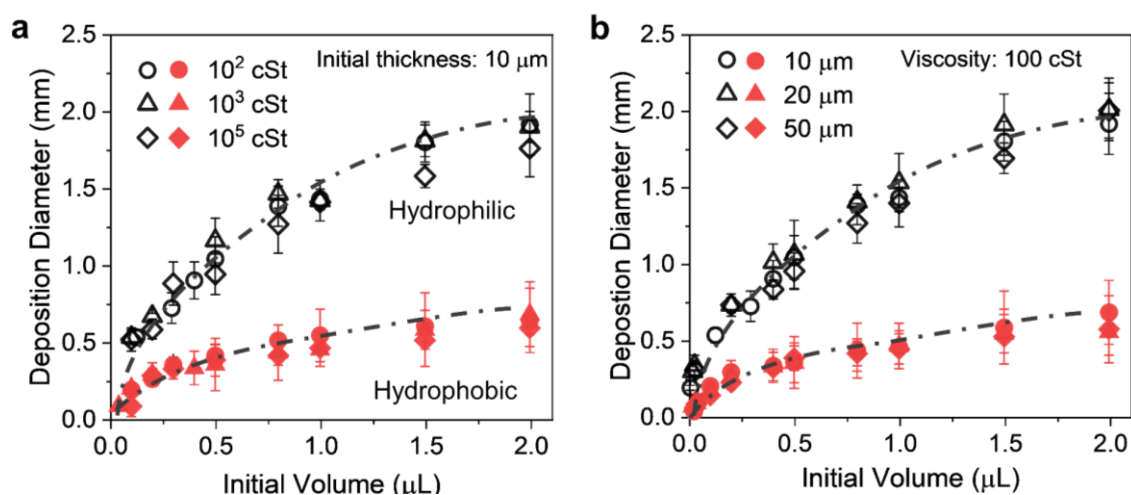 a
2.5
2.0
1.5
1.0
0.5
0.0
Deposition Diameter (mm)
10² cSt
10³ cSt
10⁵ cSt
Initial thickness: 10 μm
Hydrophilic
Hydrophobic
0.0 0.5 1.0 1.5 2.0
Initial Volume (μL)
b
2.5
2.0
1.5
1.0
0.5
0.0
Depostion Diameter (mm)
10 μm
20 μm
50 μm
Viscosity: 100 cSt
0.0 0.5 1.0 1.5 2.0
Initial Volume (μL)